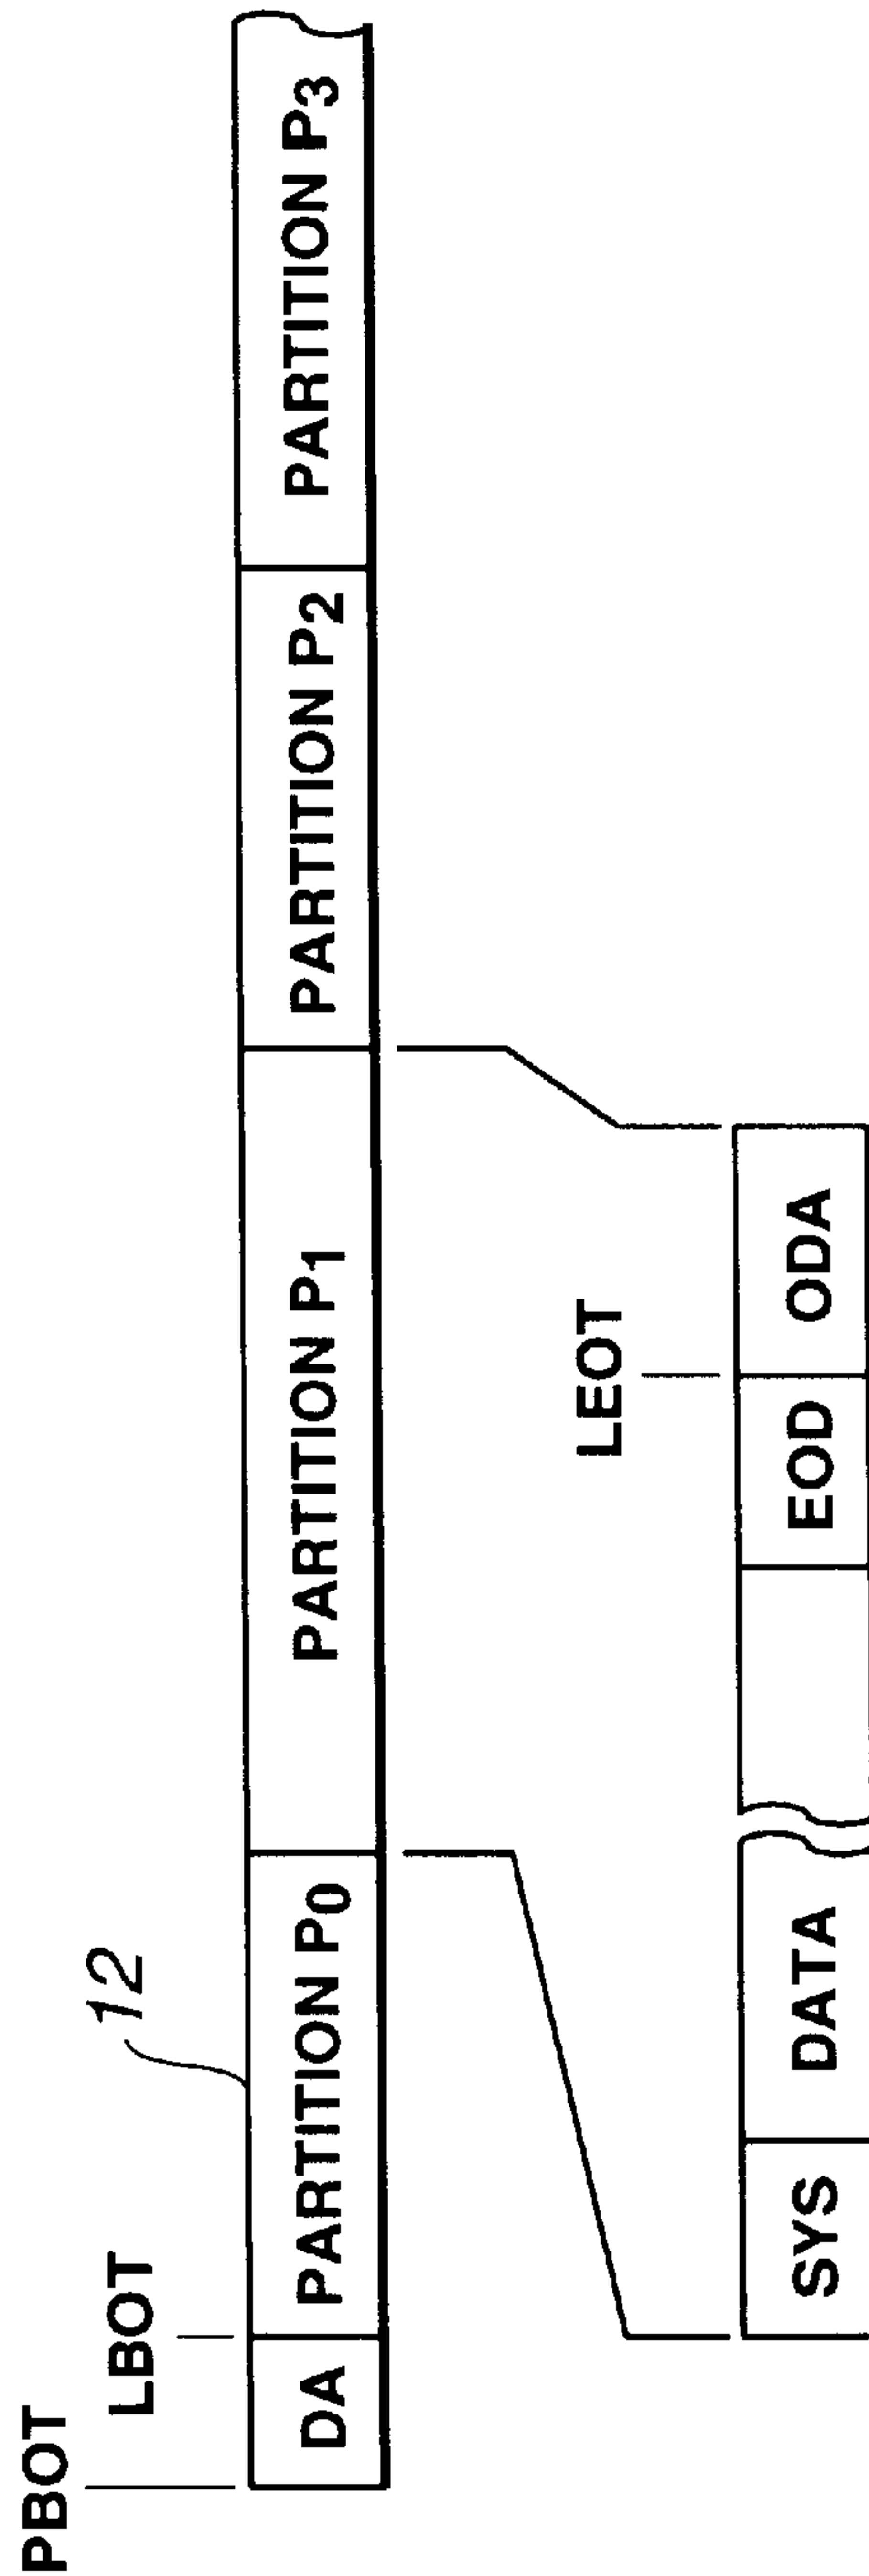 PBOT
LBOT
12
DA
PARTITION P0
PARTITION P1
PARTITION P2
PARTITION P3
LEOT
SYS
DATA
EOD
ODA